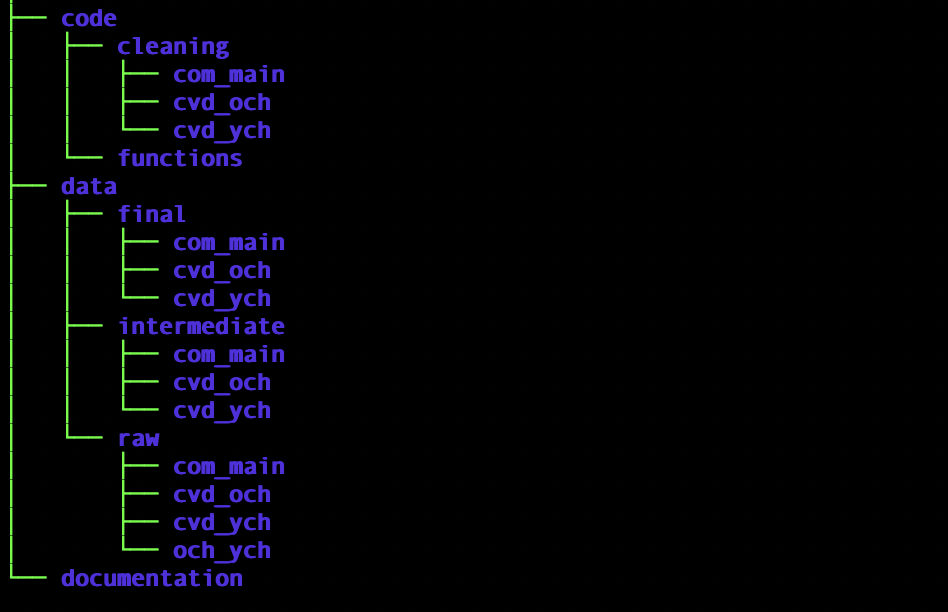 ├── code
│   ├── cleaning
│   │   ├── com_main
│   │   ├── cvd_och
│   │   └── cvd_ych
│   └── functions
├── data
│   ├── final
│   │   ├── com_main
│   │   ├── cvd_och
│   │   └── cvd_ych
│   ├── intermediate
│   │   ├── com_main
│   │   ├── cvd_och
│   │   └── cvd_ych
│   └── raw
│       ├── com_main
│       ├── cvd_och
│       ├── cvd_ych
│       └── och_ych
└── documentation